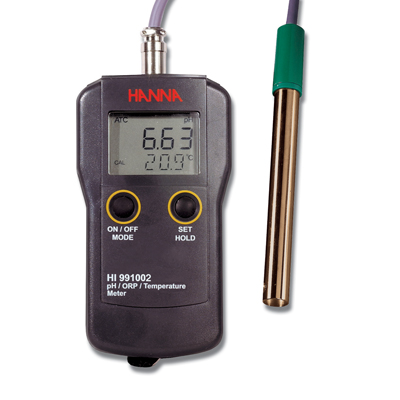 HANNA
ATC pH
6.63
CAL 20.9°C
ON / OFF
MODE
SET
HOLD
HI 991002
pH / ORP / Temperature
Meter